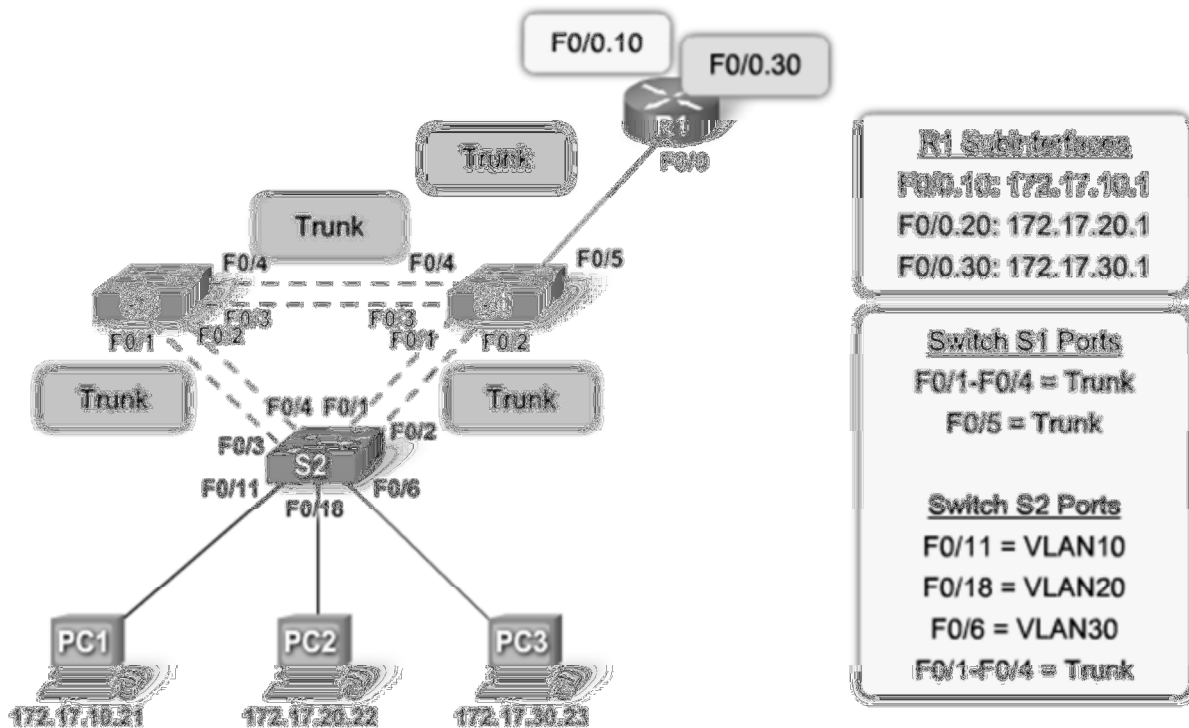 F0/0.10
F0/0.30
R1
F0/0
Trunk
Trunk
F0/4
F0/4
F0/5
F0/3
F0/3
F0/1
F0/2
F0/1
F0/2
Trunk
Trunk
F0/4
F0/1
F0/3
F0/2
S2
F0/11
F0/6
F0/18
PC1
PC2
PC3
172.17.10.21
172.17.20.22
172.17.30.23
R1 Subinterfaces
F0/0.10: 172.17.10.1
F0/0.20: 172.17.20.1
F0/0.30: 172.17.30.1
Switch S1 Ports
F0/1-F0/4 = Trunk
F0/5 = Trunk
Switch S2 Ports
F0/11 = VLAN10
F0/18 = VLAN20
F0/6 = VLAN30
F0/1-F0/4 = Trunk